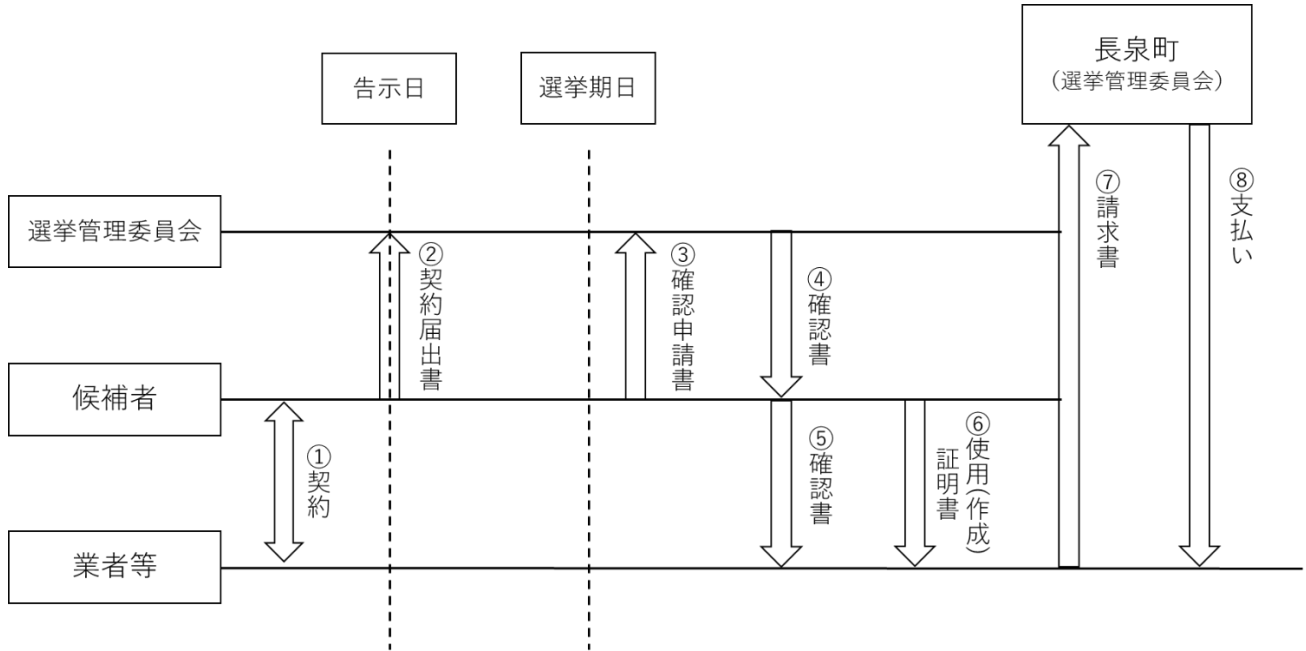 長泉町
(選挙管理委員会)
告示日
選挙期日
選挙管理委員会
候補者
業者等
①契約
②契約届出書
③確認申請書
④確認書
⑤確認書
⑥使用(作成)
証明書
⑦請求書
⑧支払い